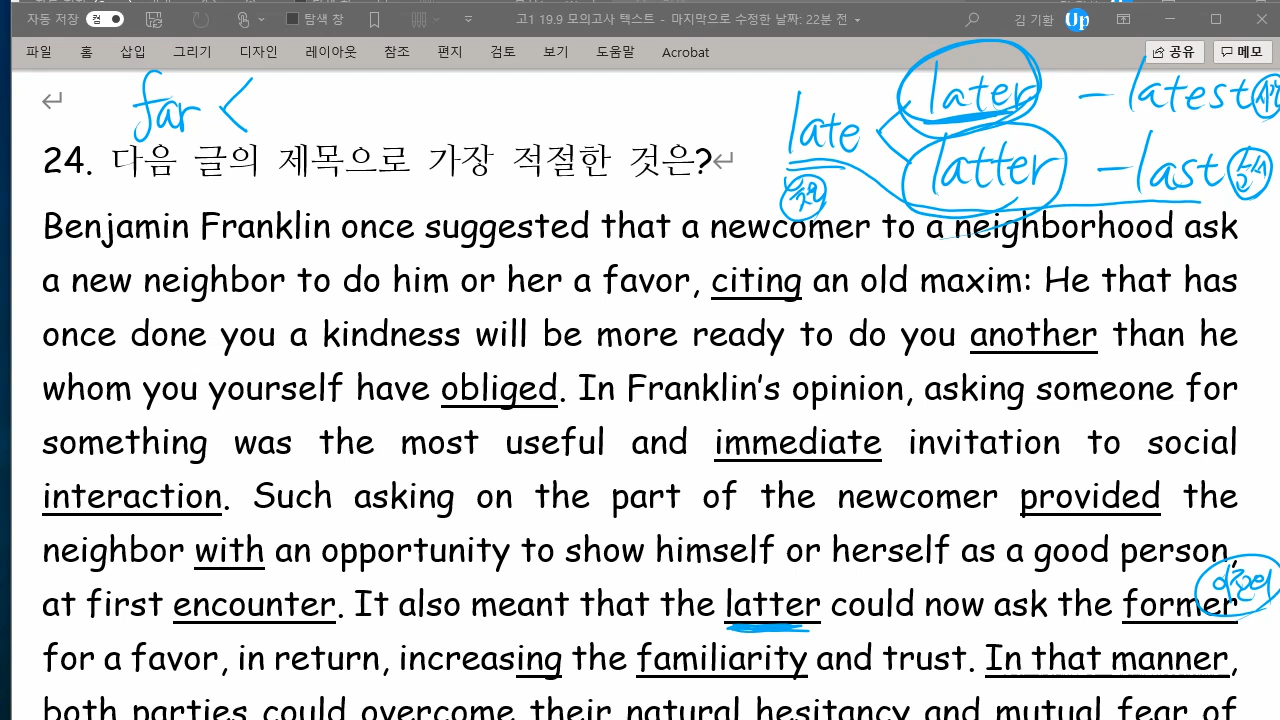 자동 저장 컴 탐색 창 고1 19.9 모의고사 텍스트 - 마지막으로 수정한 날짜: 22분 전 김 기환 Up
파일 홈 삽입 그리기 디자인 레이아웃 참조 편지 검토 보기 도움말 Acrobat 공유 메모
far <
late
later - latest
latter - last
24. 다음 글의 제목으로 가장 적절한 것은?
Benjamin Franklin once suggested that a newcomer to a neighborhood ask
a new neighbor to do him or her a favor, citing an old maxim: He that has
once done you a kindness will be more ready to do you another than he
whom you yourself have obliged. In Franklin's opinion, asking someone for
something was the most useful and immediate invitation to social
interaction. Such asking on the part of the newcomer provided the
neighbor with an opportunity to show himself or herself as a good person,
at first encounter. It also meant that the latter could now ask the former
for a favor, in return, increasing the familiarity and trust. In that manner,
both parties could overcome their natural hesitancy and mutual fear of